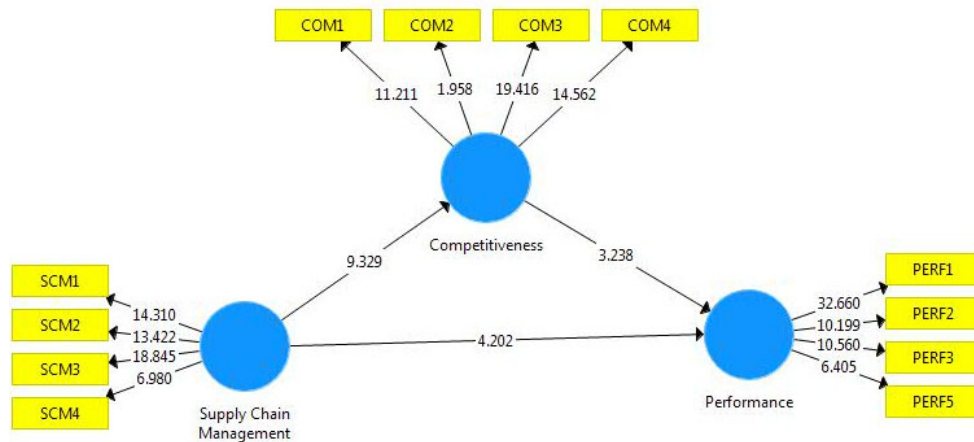 COM1 COM2 COM3 COM4
11.211 1.958 19.416 14.562
Competitiveness
9.329 3.238
SCM1
SCM2
SCM3
SCM4
14.310
13.422
18.845
6.980
Supply Chain
Management
4.202
Performance
32.660
10.199
10.560
6.405
PERF1
PERF2
PERF3
PERF5